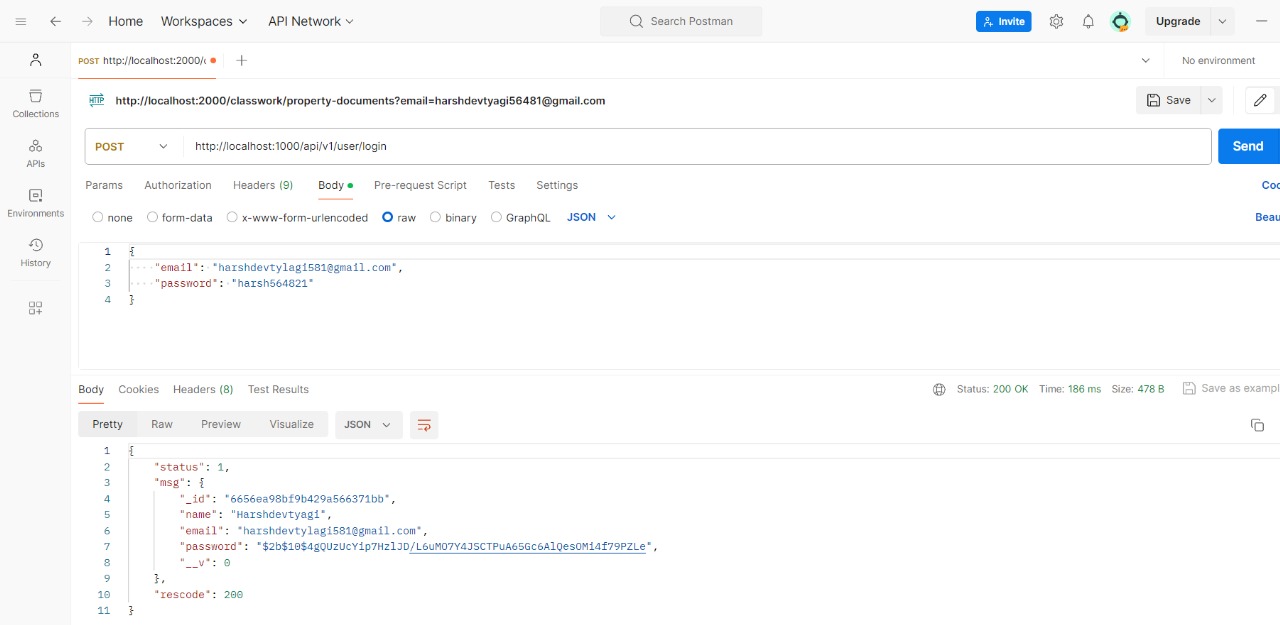 Home Workspaces API Network Search Postman Invite Upgrade
POST http://localhost:2000/c No environment
HTTP http://localhost:2000/classwork/property-documents?email=harshdevtyagi56481@gmail.com Save
POST http://localhost:1000/api/v1/user/login Send
Params Authorization Headers (9) Body Pre-request Script Tests Settings Coo
none form-data x-www-form-urlencoded raw binary GraphQL JSON Beau
Collections
APIs
Environments
History
1 {
2 "email": "harshdevtylagi581@gmail.com",
3 "password": "harsh564821"
4 }
Body Cookies Headers (8) Test Results Status: 200 OK Time: 186 ms Size: 478 B Save as exampl
Pretty Raw Preview Visualize JSON
1 {
2 "status": 1,
3 "msg": {
4 "_id": "6656ea98bf9b429a566371bb",
5 "name": "Harshdevtyagi",
6 "email": "harshdevtylagi581@gmail.com",
7 "password": "$2b$10$4gQUzUcYip7HzlJD/L6uMO7Y4JSCTPuA65Gc6AlQesOMi4f79PZLe",
8 "__v": 0
9 },
10 "rescode": 200
11 }